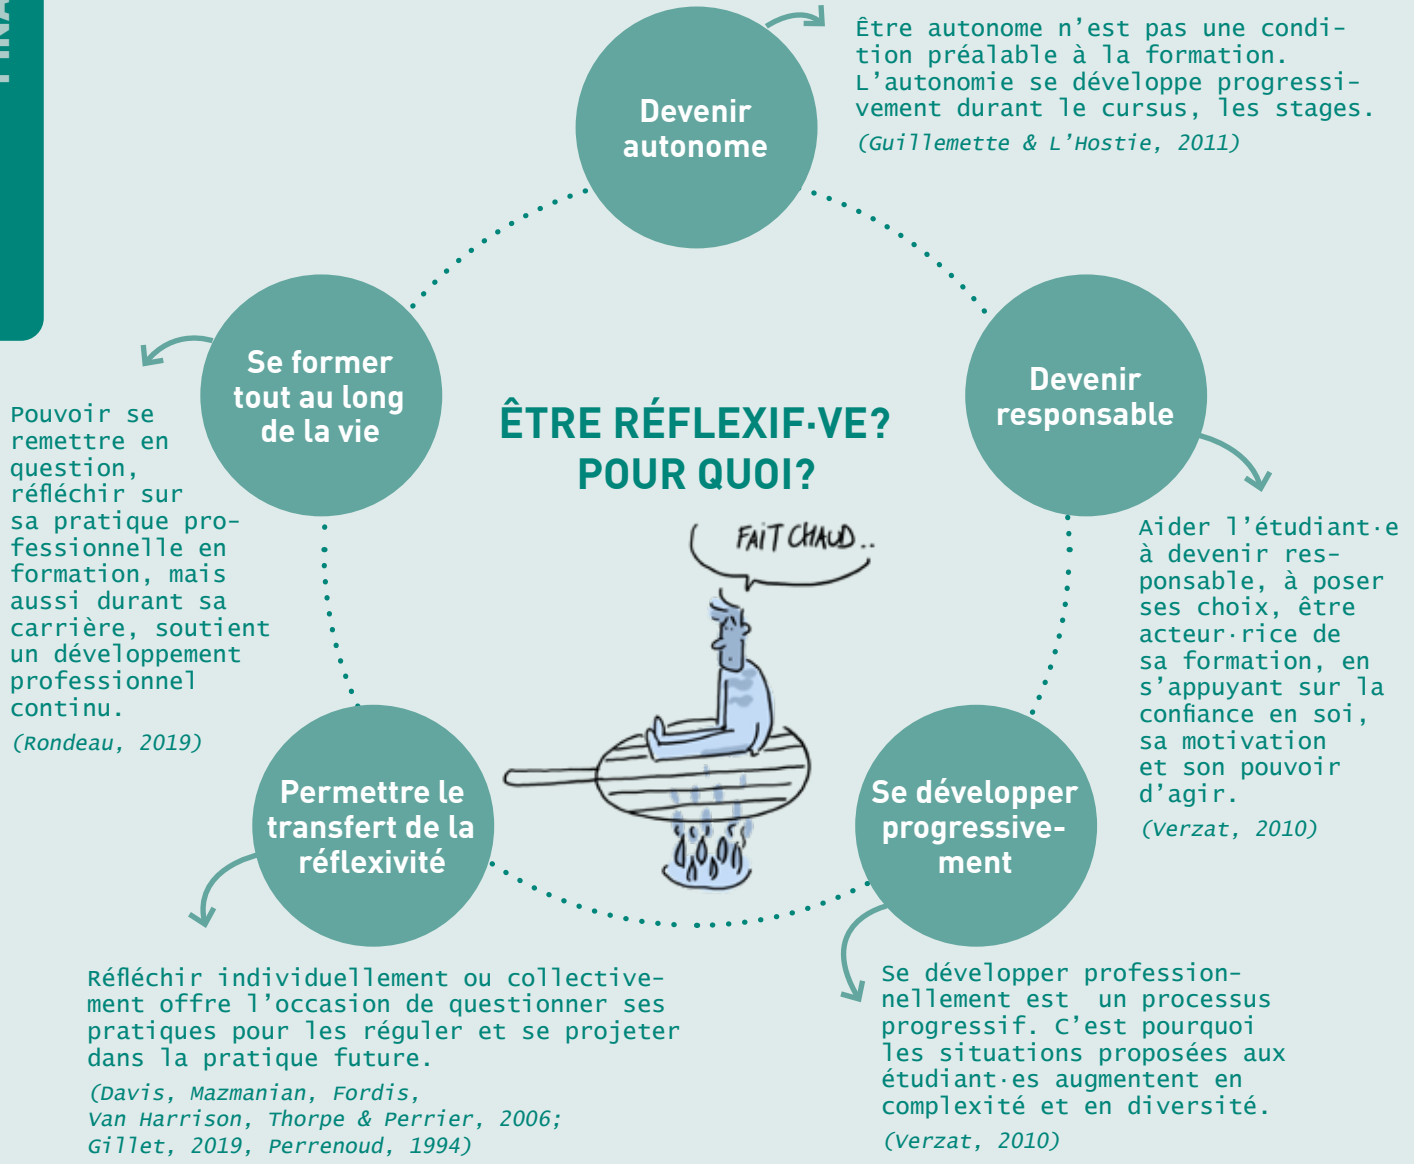 Être autonome n’est pas une condi-
tion préalable à la formation.
L’autonomie se développe progressi-
vement durant le cursus, les stages.
(Guillemette & L’Hostie, 2011)
Devenir
autonome
Se former
tout au long
de la vie
Devenir
responsable
ÊTRE RÉFLEXIF·VE?
POUR QUOI?
Pouvoir se
remettre en
question,
réfléchir sur
sa pratique pro-
fessionnelle en
formation, mais
aussi durant sa
carrière, soutient
un développement
professionnel
continu.
(Rondeau, 2019)
FAIT CHAUD..
Aider l’étudiant·e
à devenir res-
ponsable, à poser
ses choix, être
acteur·rice de
sa formation, en
s’appuyant sur la
confiance en soi,
sa motivation
et son pouvoir
d’agir.
(Verzat, 2010)
Permettre le
transfert de la
réflexivité
Se développer
progressive-
ment
Réfléchir individuellement ou collective-
ment offre l’occasion de questionner ses
pratiques pour les réguler et se projeter
dans la pratique future.
(Davis, Mazmanian, Fordis,
Van Harrison, Thorpe & Perrier, 2006;
Gillet, 2019, Perrenoud, 1994)
Se développer profession-
nellement est un processus
progressif. C’est pourquoi
les situations proposées aux
étudiant·es augmentent en
complexité et en diversité.
(Verzat, 2010)